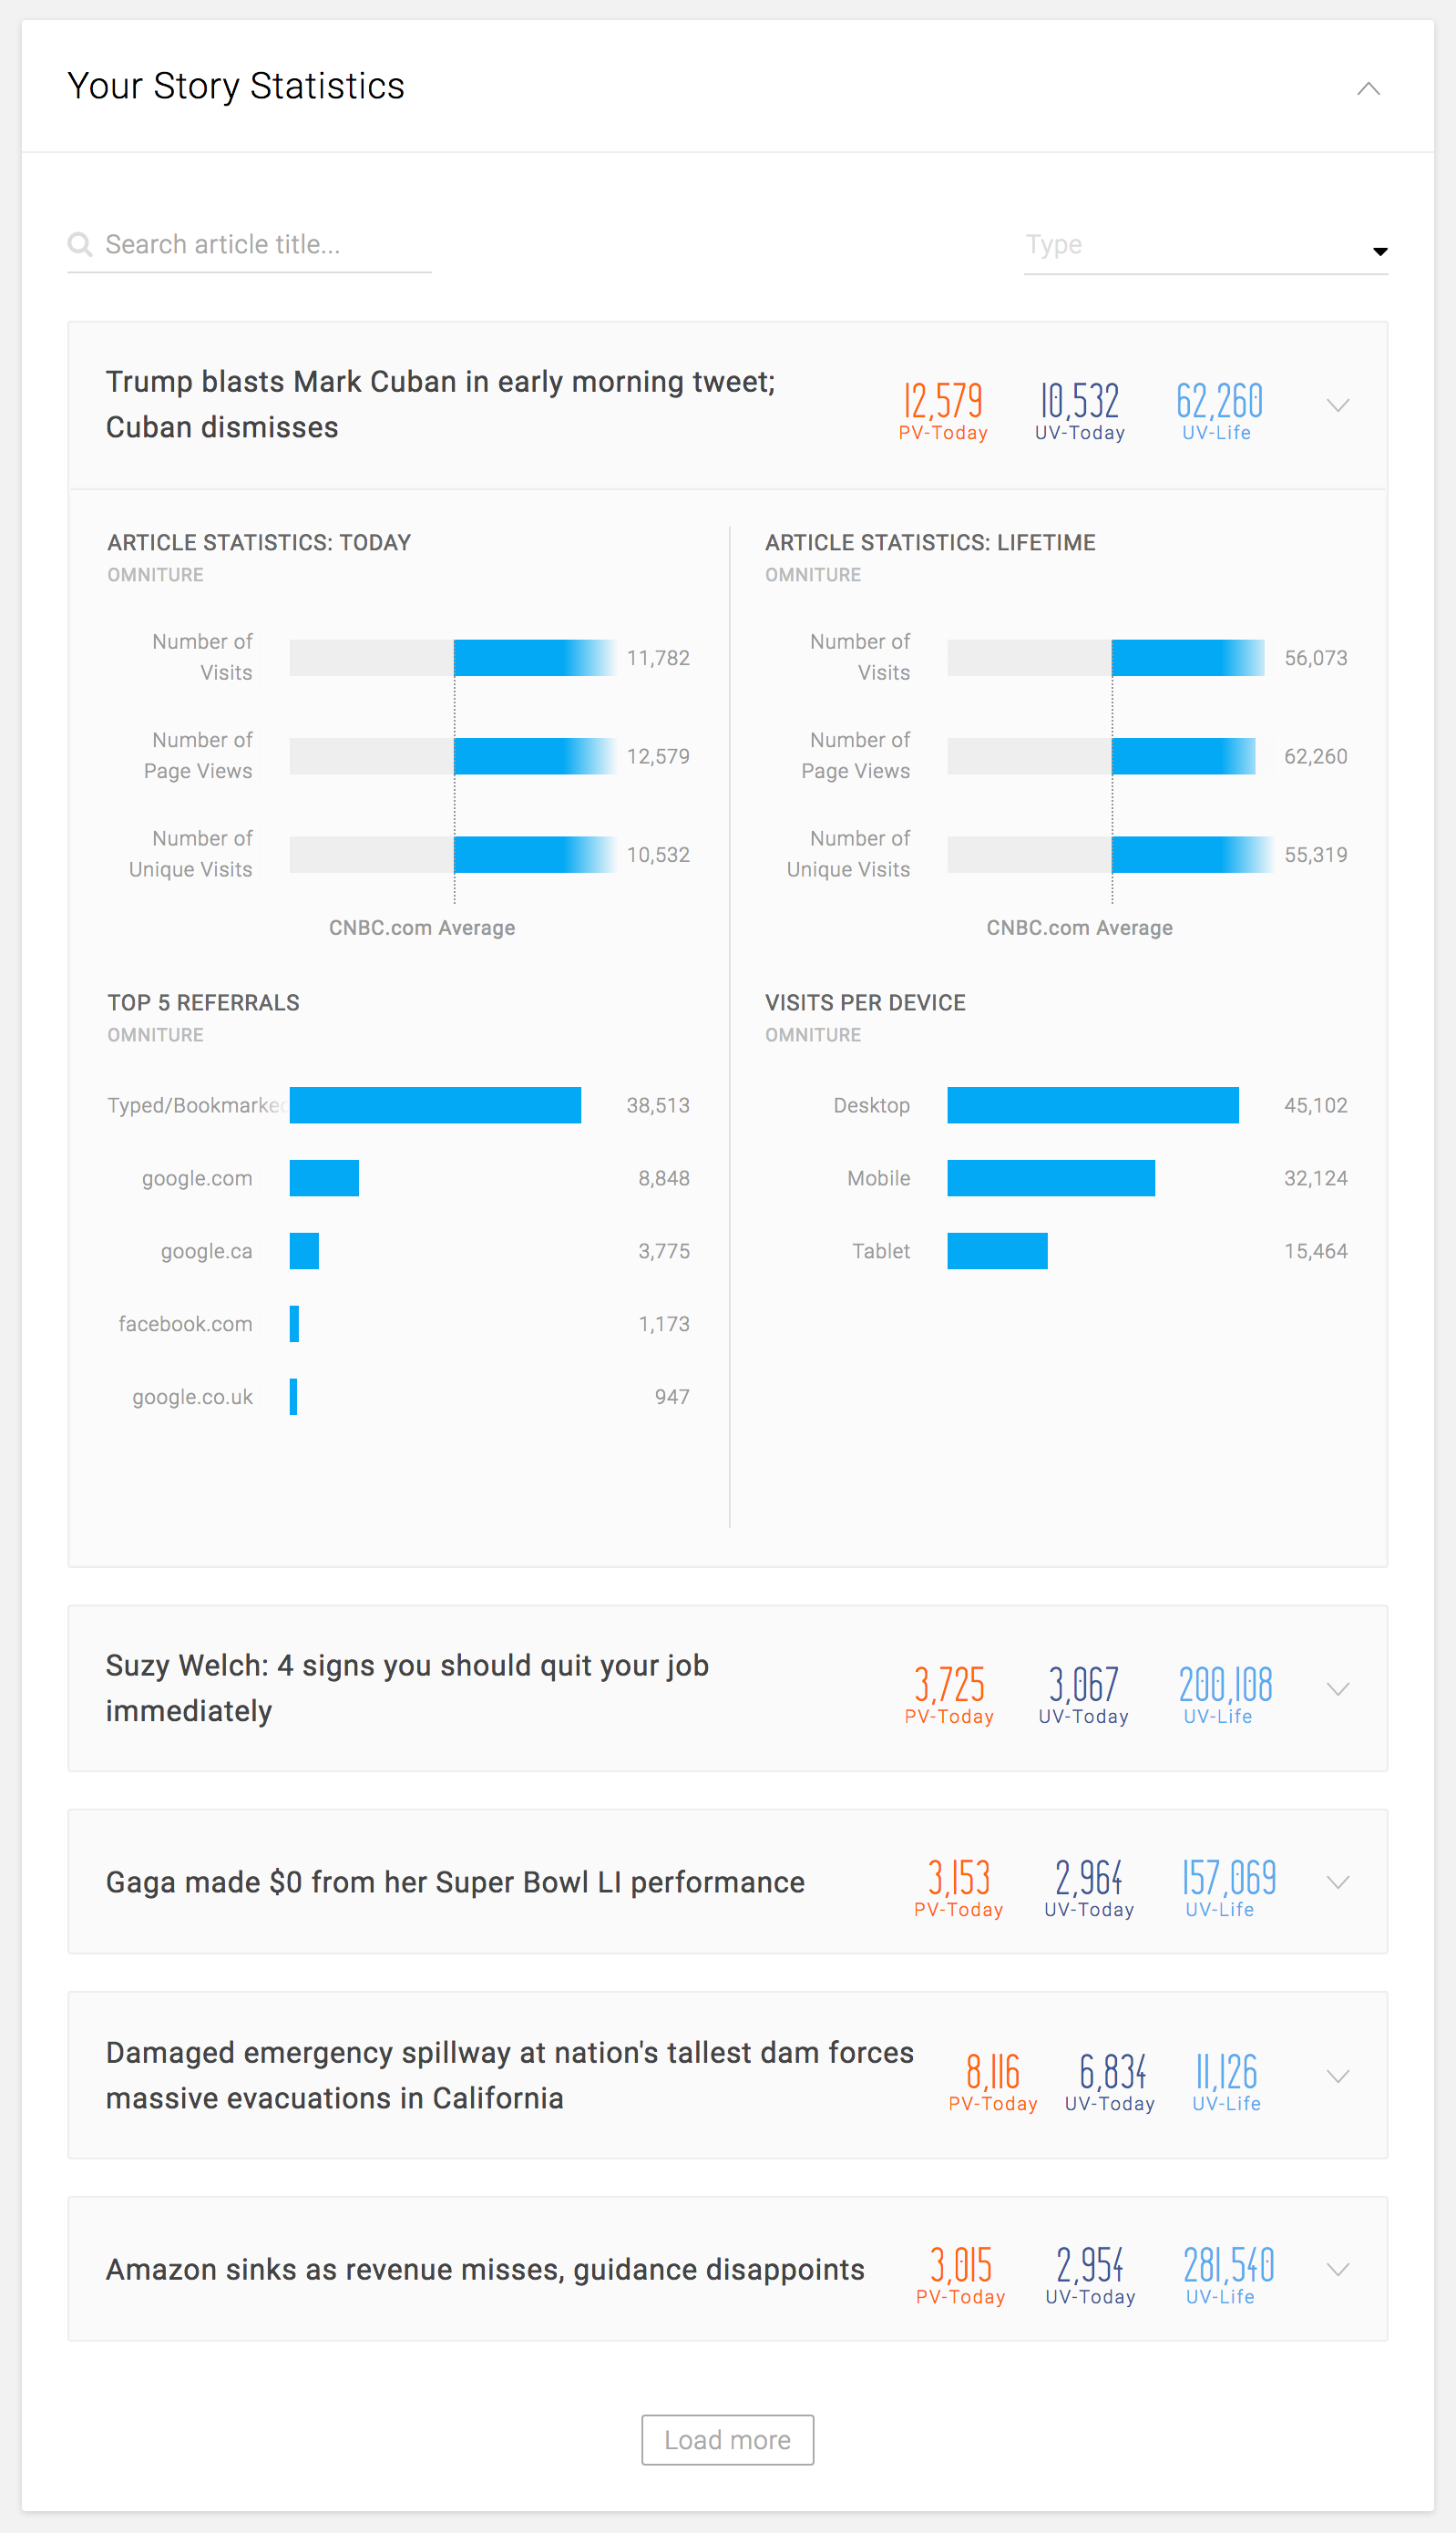 Your Story Statistics
Search article title...
Type
Trump blasts Mark Cuban in early morning tweet;
Cuban dismisses
12,579
PV-Today
10,532
UV-Today
62,260
UV-Life
ARTICLE STATISTICS: TODAY
OMNITURE
Number of
Visits
11,782
Number of
Page Views
12,579
Number of
Unique Visits
10,532
CNBC.com Average
ARTICLE STATISTICS: LIFETIME
OMNITURE
Number of
Visits
56,073
Number of
Page Views
62,260
Number of
Unique Visits
55,319
CNBC.com Average
TOP 5 REFERRALS
OMNITURE
Typed/Bookmarked
38,513
google.com
8,848
google.ca
3,775
facebook.com
1,173
google.co.uk
947
VISITS PER DEVICE
OMNITURE
Desktop
45,102
Mobile
32,124
Tablet
15,464
Suzy Welch: 4 signs you should quit your job
immediately
3,725
PV-Today
3,067
UV-Today
200,108
UV-Life
Gaga made $0 from her Super Bowl LI performance
3,153
PV-Today
2,964
UV-Today
157,069
UV-Life
Damaged emergency spillway at nation's tallest dam forces
massive evacuations in California
8,116
PV-Today
6,834
UV-Today
11,126
UV-Life
Amazon sinks as revenue misses, guidance disappoints
3,015
PV-Today
2,954
UV-Today
281,540
UV-Life
Load more